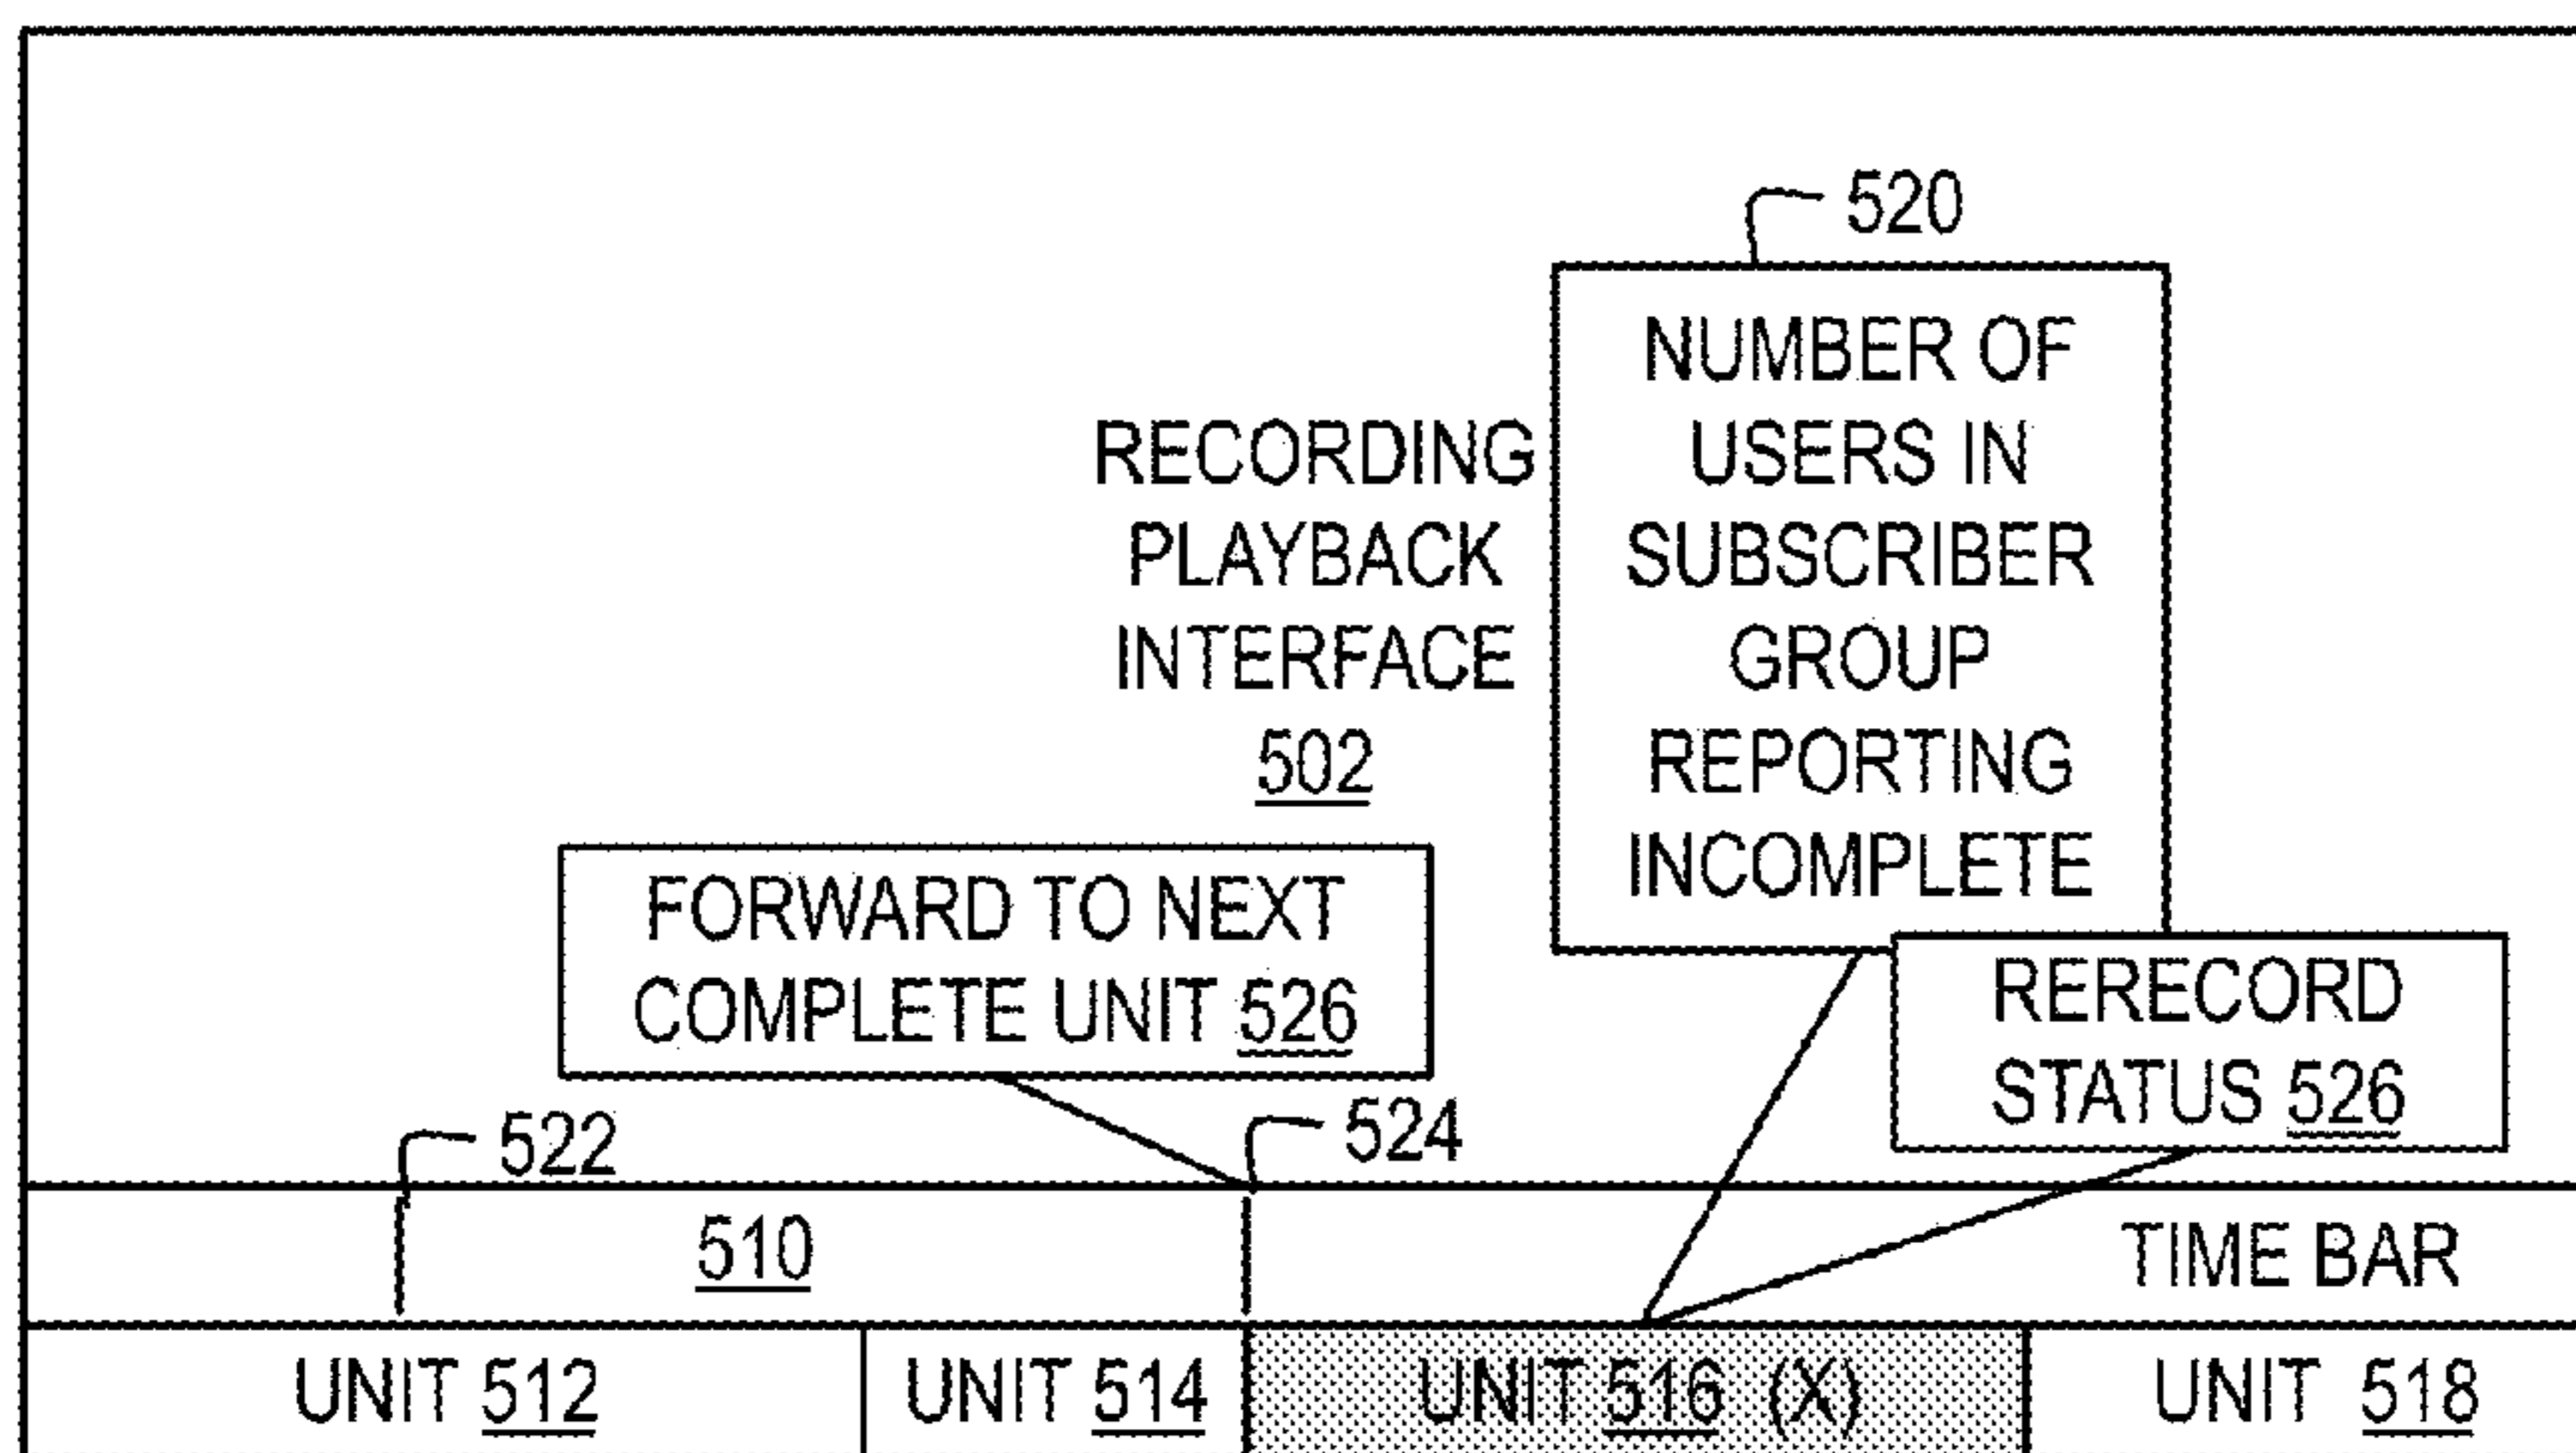 520
NUMBER OF
USERS IN
SUBSCRIBER
GROUP
REPORTING
INCOMPLETE
RECORDING
PLAYBACK
INTERFACE
502
FORWARD TO NEXT
COMPLETE UNIT 526
RERECORD
STATUS 526
522
524
510
TIME BAR
UNIT 512
UNIT 514
UNIT 516 (X)
UNIT 518